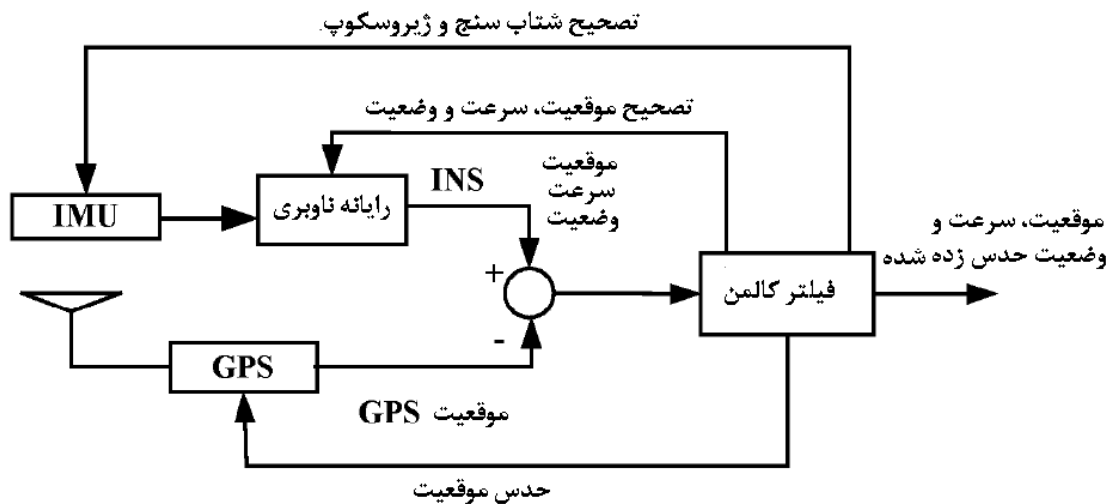 تصحیح شتاب سنج و ژیروسکوپ
تصحیح موقعیت، سرعت و وضعیت
IMU
رایانه ناوبری
INS
موقعیت
سرعت
وضعیت
موقعیت، سرعت و
وضعیت حدس زده شده
+
-
فیلتر کالمن
GPS
موقعیت GPS
حدس موقعیت